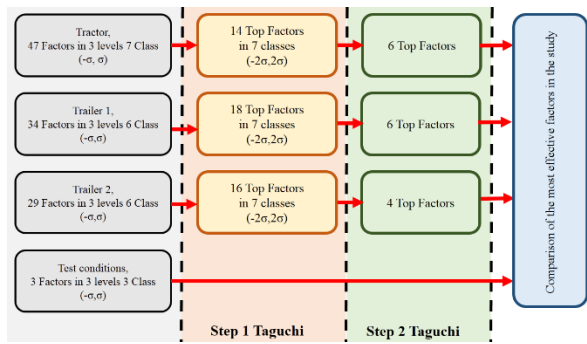 Tractor,
47 Factors in 3 levels 7 Class
(-σ, σ)
14 Top Factors
in 7 classes
(-2σ,2σ)
6 Top Factors
Trailer 1,
34 Factors in 3 levels 6 Class
(-σ,σ)
18 Top Factors
in 7 classes
(-2σ,2σ)
6 Top Factors
Trailer 2,
29 Factors in 3 levels 6 Class
(-σ,σ)
16 Top Factors
in 7 classes
(-2σ,2σ)
4 Top Factors
Test conditions,
3 Factors in 3 levels 3 Class
(-σ,σ)
Comparison of the most effective factors in the study
Step 1 Taguchi
Step 2 Taguchi